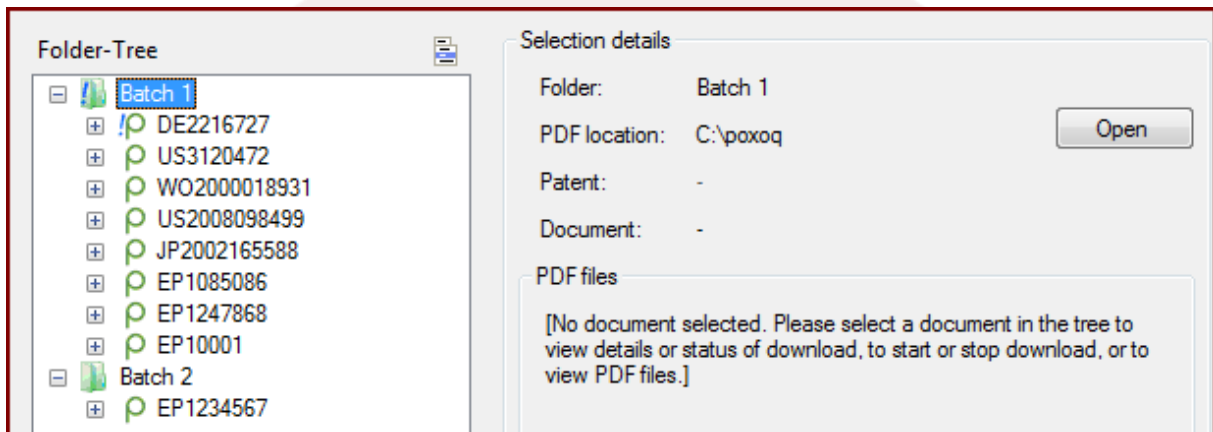 Folder-Tree
Batch 1
DE2216727
US3120472
WO2000018931
US2008098499
JP2002165588
EP1085086
EP1247868
EP10001
Batch 2
EP1234567
Selection details
Folder: Batch 1
PDF location: C:\poxoq
Open
Patent: -
Document: -
PDF files
[No document selected. Please select a document in the tree to
view details or status of download, to start or stop download, or to
view PDF files.]